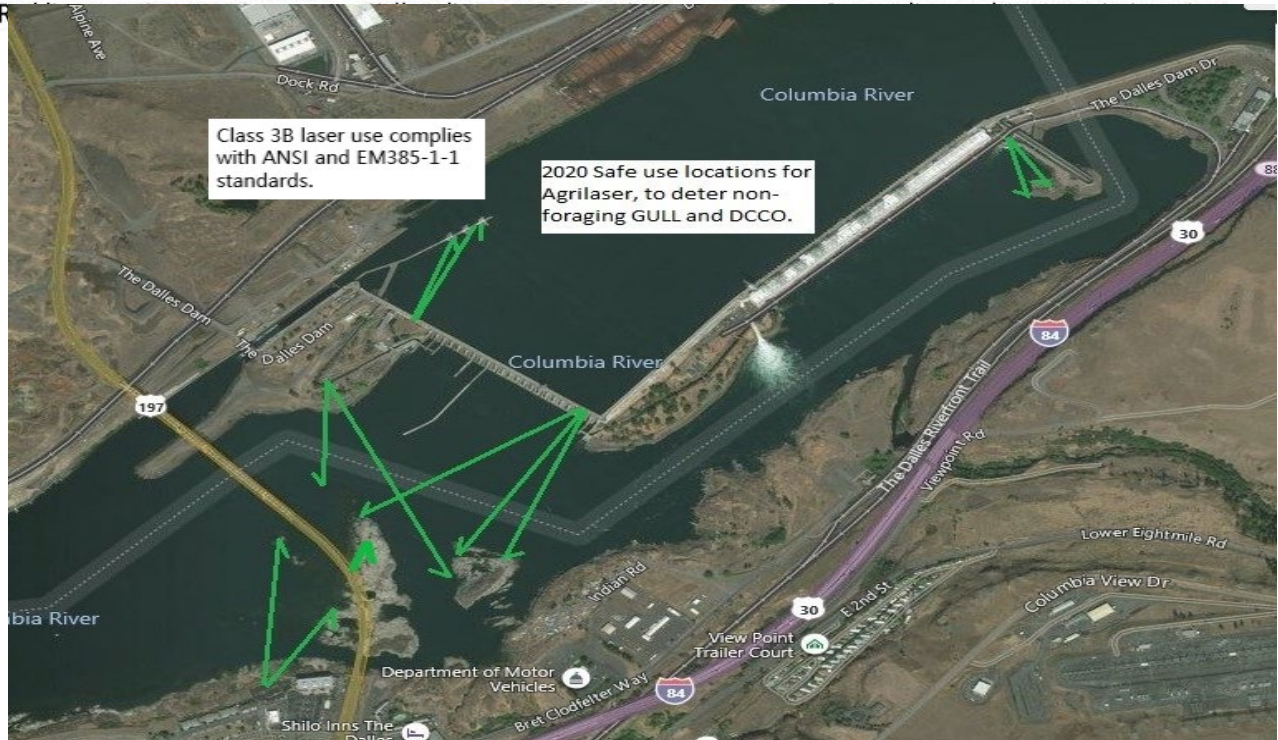 Alpine Ave
Dock Rd
Columbia River
The Dalles Dam Dr
Class 3B laser use complies
with ANSI and EM385-1-1
standards.
2020 Safe use locations for
Agrilaser, to deter non-
foraging GULL and DCCO.
30
The Dalles Dam
The Dalles Dam
Columbia River
84
197
The Dalles Riverfront Trail
Viewpoint Rd
Lower Eightmile Rd
Indian Rd
Columbia View Dr
E 2nd St
30
bia River
View Point
Trailer Court
Department of Motor
Vehicles
Bret Clodfelter Way
84
Shilo Inns The
Dalles